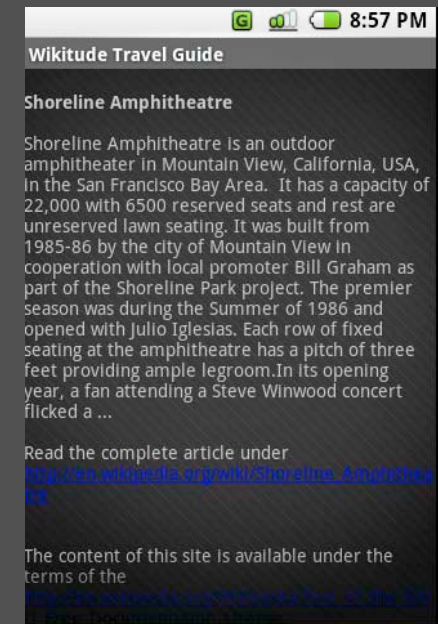 G 8:57 PM
Wikitude Travel Guide
Shoreline Amphitheatre
Shoreline Amphitheatre is an outdoor
amphitheater in Mountain View, California, USA,
in the San Francisco Bay Area.  It has a capacity of
22,000 with 6500 reserved seats and rest are
unreserved lawn seating. It was built from
1985-86 by the city of Mountain View in
cooperation with local promoter Bill Graham as
part of the Shoreline Park project. The premier
season was during the Summer of 1986 and
opened with Julio Iglesias. Each row of fixed
seating at the amphitheatre has a pitch of three
feet providing ample legroom.In its opening
year, a fan attending a Steve Winwood concert
flicked a ...
Read the complete article under
http://en.wikipedia.org/wiki/Shoreline_Amphithea
tre
The content of this site is available under the
terms of the